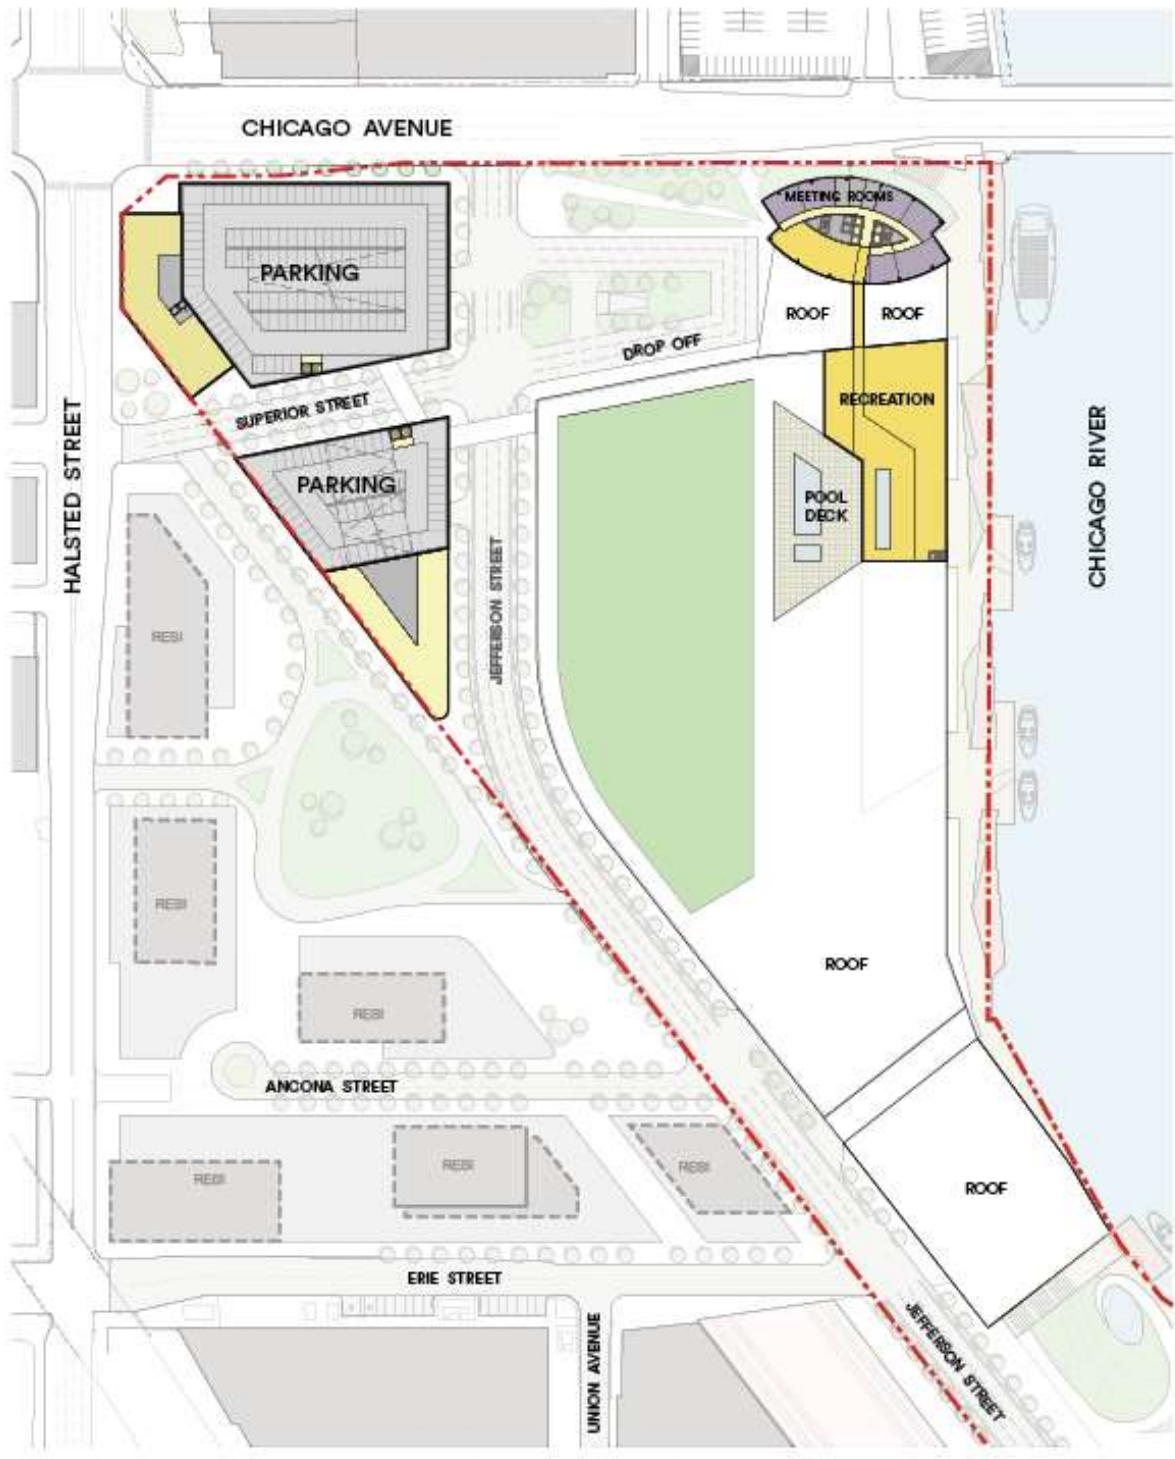 CHICAGO AVENUE
MEETING ROOMS
PARKING
ROOF
ROOF
DROP OFF
RECREATION
SUPERIOR STREET
HALSTED STREET
PARKING
POOL
DECK
CHICAGO RIVER
JEFFERSON STREET
RESI
RESI
ROOF
RESI
ANCONA STREET
RESI
RESI
RESI
ROOF
ERIE STREET
UNION AVENUE
JEFFERSON STREET